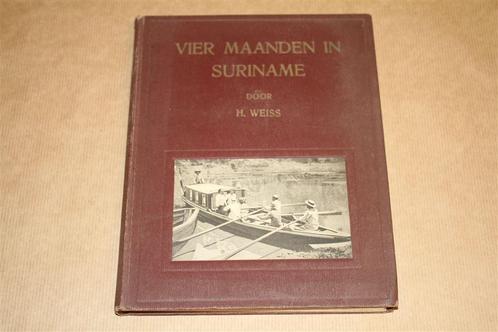 VIER MAANDEN IN
SURINAME
DOOR
H. WEISS